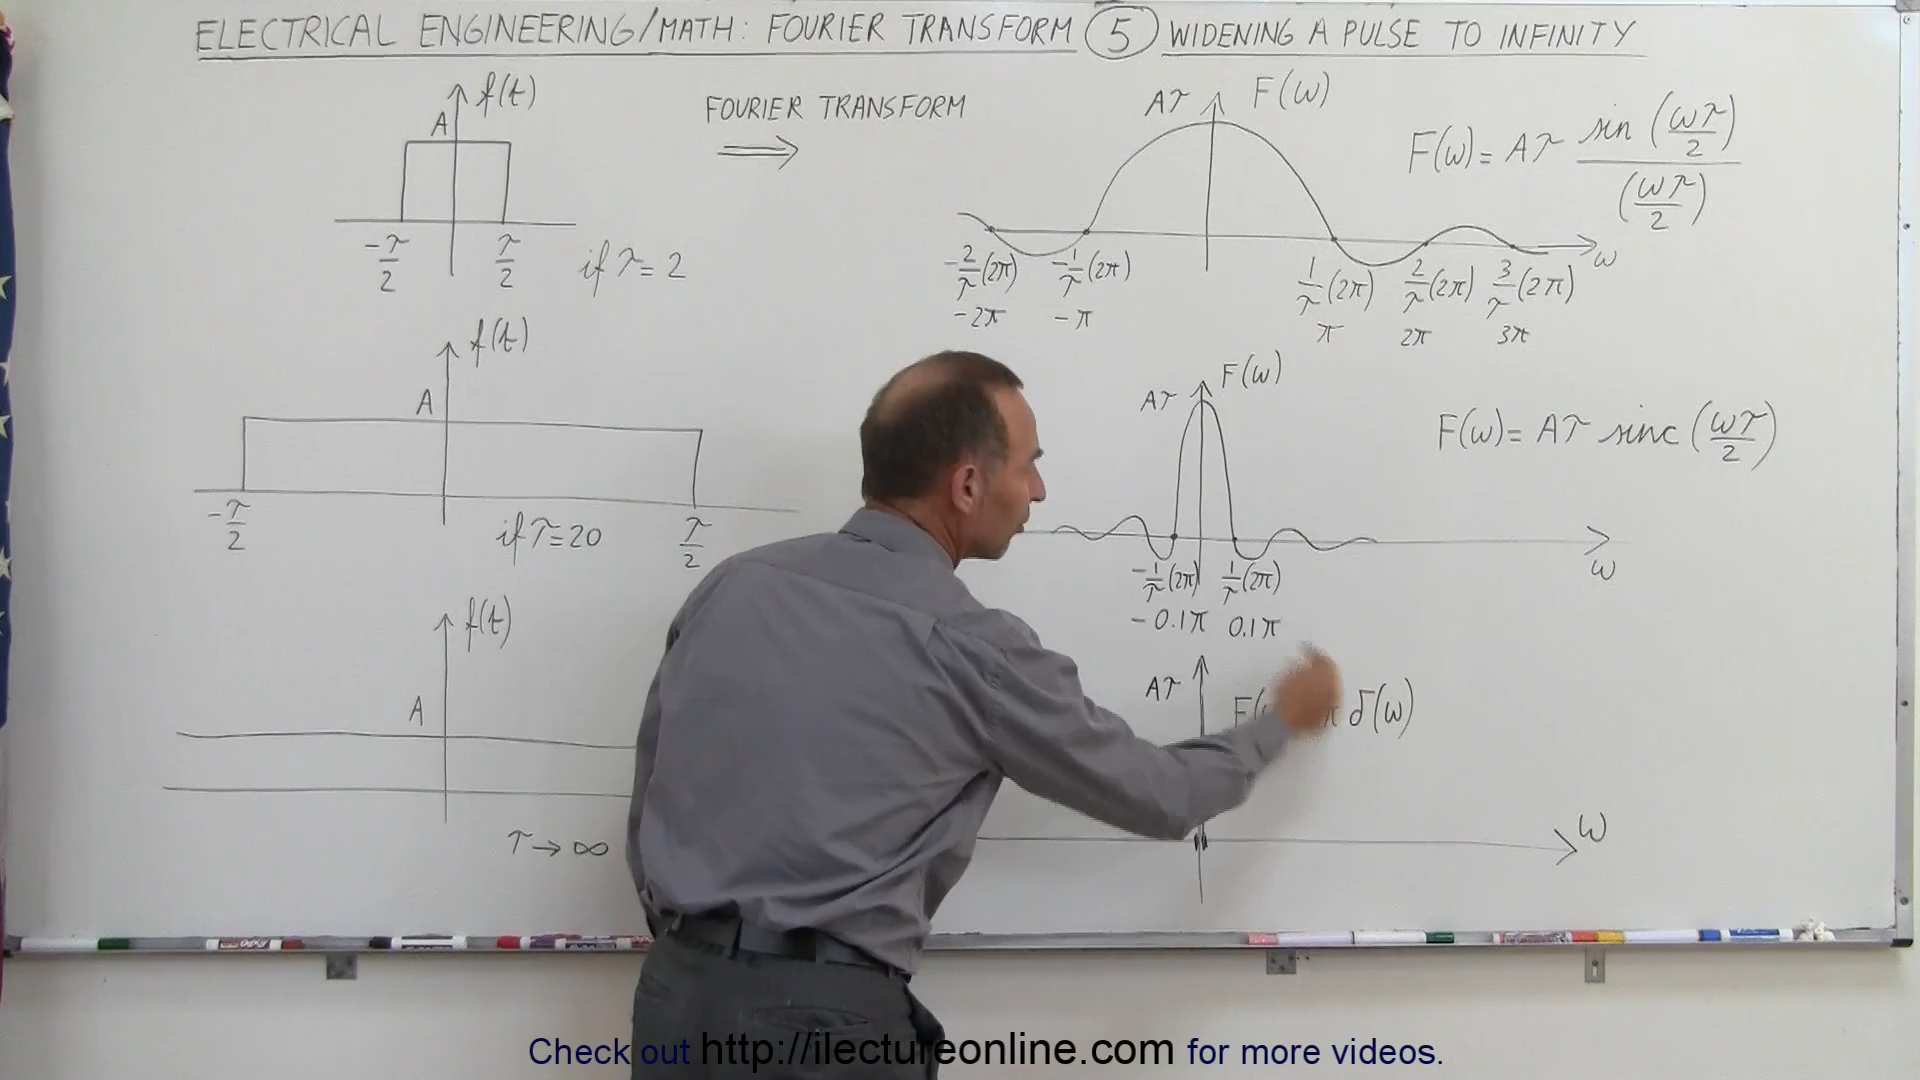 ELECTRICAL ENGINEERING/MATH: FOURIER TRANSFORM (5) WIDENING A PULSE TO INFINITY
f(t)
A
-τ/2
τ/2
if τ = 2
FOURIER TRANSFORM
⇒
Aτ
F(ω)
F(ω) = Aτ sin(ωτ/2) / (ωτ/2)
-2/τ(2π) -1/τ(2π) 1/τ(2π) 2/τ(2π) 3/τ(2π)
-2π -π π 2π 3π
ω
f(t)
A
-τ/2
if τ = 20
τ/2
Aτ
F(ω)
F(ω) = Aτ sinc(ωτ/2)
-1/τ(2π) 1/τ(2π)
-0.1π 0.1π
ω
f(t)
A
τ → ∞
Aτ
F( π δ(ω)
ω
Check out http://ilectureonline.com for more videos.